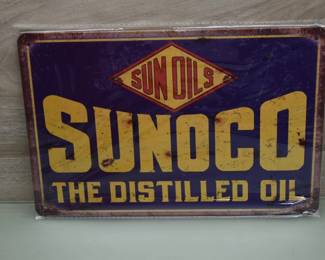 SUN OILS
SUNOCO
THE DISTILLED OIL